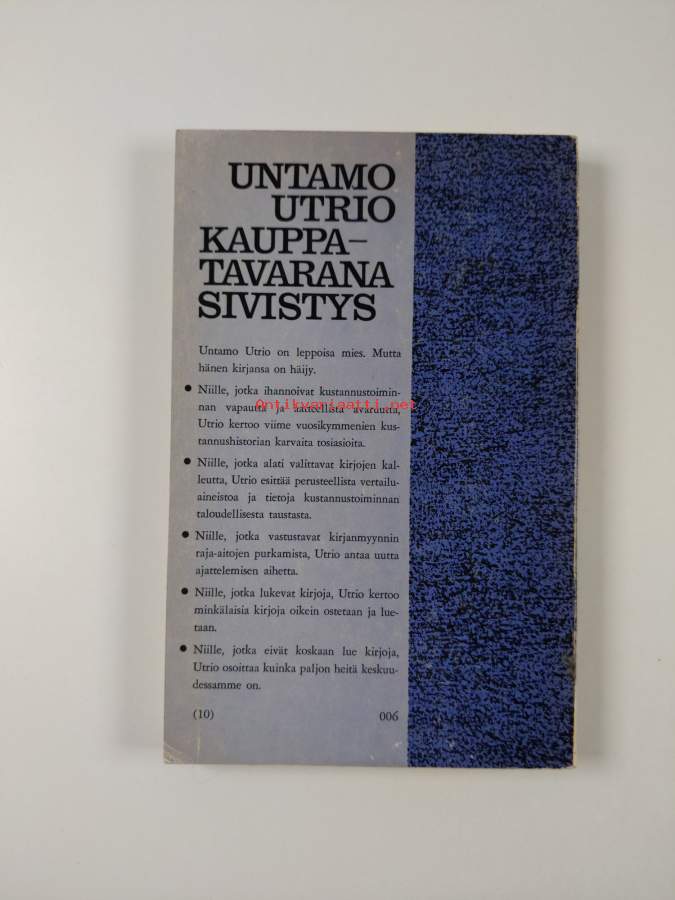 UNTAMO
UTRIO
KAUPPA–
TAVARANA
SIVISTYS
Untamo Utrio on leppoisa mies. Mutta
hänen kirjansa on häijy.
● Niille, jotka ihannoivat kustannustoimin-
nan vapautta ja aatteellista avaruutta,
Utrio kertoo viime vuosikymmenien kus-
tannushistorian karvaita tosiasioita.
● Niille, jotka alati valittavat kirjojen kal-
leutta, Utrio esittää perusteellista vertailu-
aineistoa ja tietoja kustannustoiminnan
taloudellisesta taustasta.
● Niille, jotka vastustavat kirjanmyynnin
raja-aitojen purkamista, Utrio antaa uutta
ajattelemisen aihetta.
● Niille, jotka lukevat kirjoja, Utrio kertoo
minkälaisia kirjoja oikein ostetaan ja lue-
taan.
● Niille, jotka eivät koskaan lue kirjoja,
Utrio osoittaa kuinka paljon heitä keskuu-
dessamme on.
(10) 006
Antikvariaatti.net